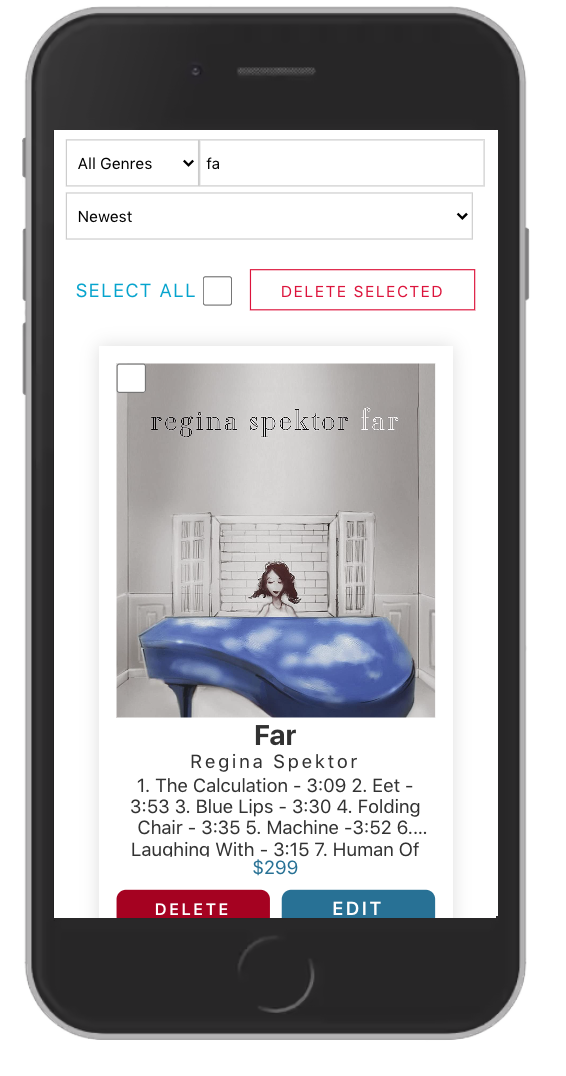 All Genres fa
Newest
SELECT ALL DELETE SELECTED
regina spektor far
Far
Regina Spektor
1. The Calculation - 3:09 2. Eet -
3:53 3. Blue Lips - 3:30 4. Folding
Chair - 3:35 5. Machine -3:52 6....
Laughing With - 3:15 7. Human Of
$299
DELETE EDIT